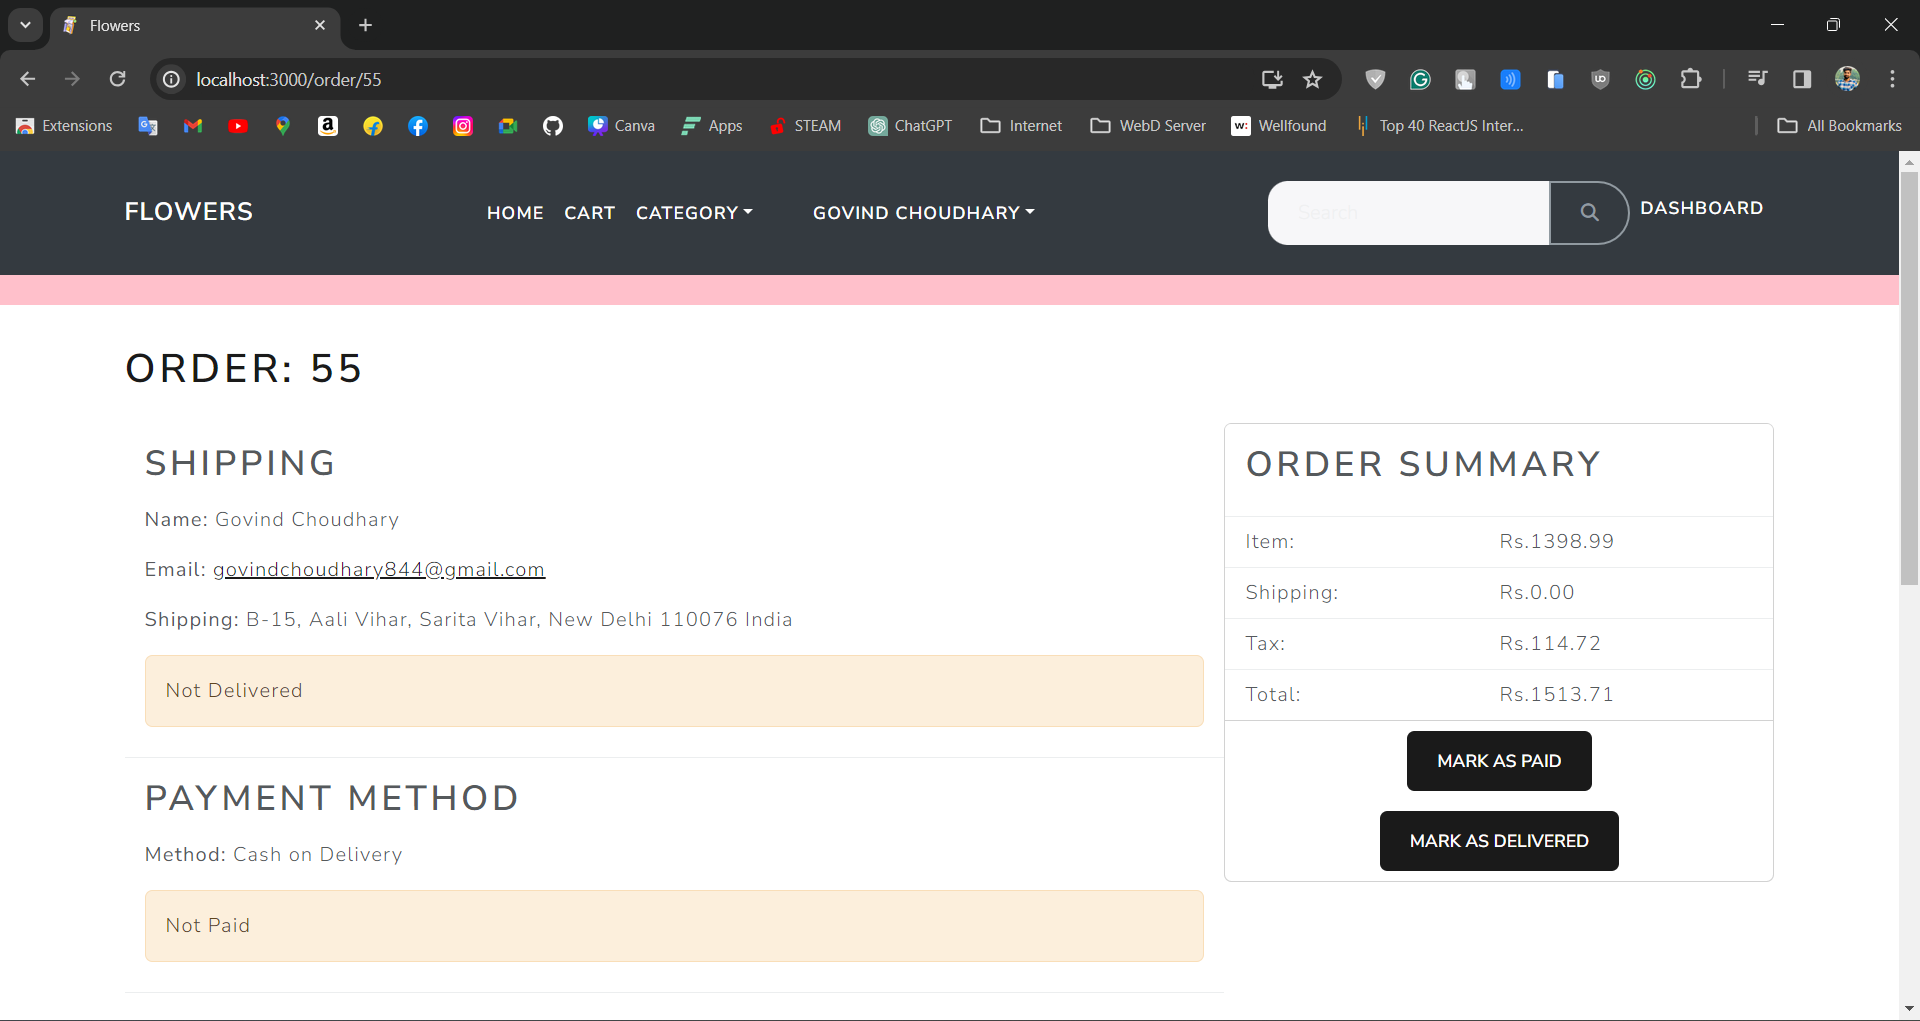 Flowers
localhost:3000/order/55
Extensions
Canva
Apps
STEAM
ChatGPT
Internet
WebD Server
w: Wellfound
Top 40 ReactJS Inter...
All Bookmarks
FLOWERS
HOME
CART
CATEGORY
GOVIND CHOUDHARY
Search
DASHBOARD
ORDER: 55
SHIPPING
Name: Govind Choudhary
Email: govindchoudhary844@gmail.com
Shipping: B-15, Aali Vihar, Sarita Vihar, New Delhi 110076 India
Not Delivered
PAYMENT METHOD
Method: Cash on Delivery
Not Paid
ORDER SUMMARY
Item: Rs.1398.99
Shipping: Rs.0.00
Tax: Rs.114.72
Total: Rs.1513.71
MARK AS PAID
MARK AS DELIVERED